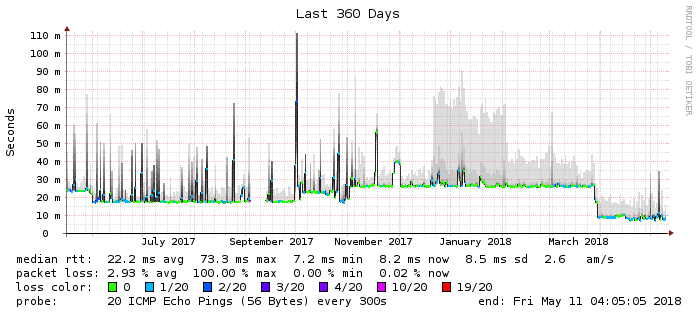 Last 360 Days
RRDTOOL / TOBI OETIKER
Seconds
110 m
100 m
90 m
80 m
70 m
60 m
50 m
40 m
30 m
20 m
10 m
0
July 2017 September 2017 November 2017 January 2018 March 2018
median rtt: 22.2 ms avg 73.3 ms max 7.2 ms min 8.2 ms now 8.5 ms sd 2.6 am/s
packet loss: 2.93 % avg 100.00 % max 0.00 % min 0.02 % now
loss color: 0 1/20 2/20 3/20 4/20 10/20 19/20
probe: 20 ICMP Echo Pings (56 Bytes) every 300s end: Fri May 11 04:05:05 2018